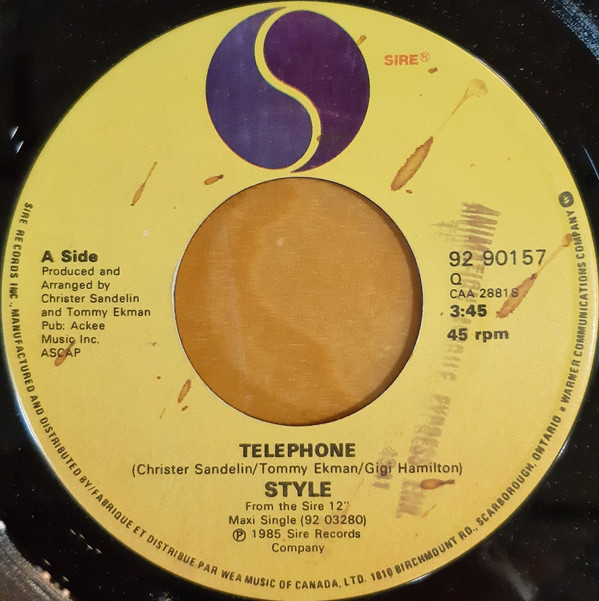 SIRE®
A Side
Produced and
Arranged by
Christer Sandelin
and Tommy Ekman
Pub: Ackee
Music Inc.
ASCAP
92 90157
Q
CAA 2881S
3:45
45 rpm
TELEPHONE
(Christer Sandelin/Tommy Ekman/Gigi Hamilton)
STYLE
From the Sire 12"
Maxi Single (92 03280)
Ⓟ 1985 Sire Records
Company
SIRE RECORDS INC., MANUFACTURED AND DISTRIBUTED BY/FABRIQUE ET DISTRIBUE PAR WEA MUSIC OF CANADA, LTD. 1810 BIRCHMOUNT RD., SCARBOROUGH, ONTARIO • WARNER COMMUNICATIONS COMPANY